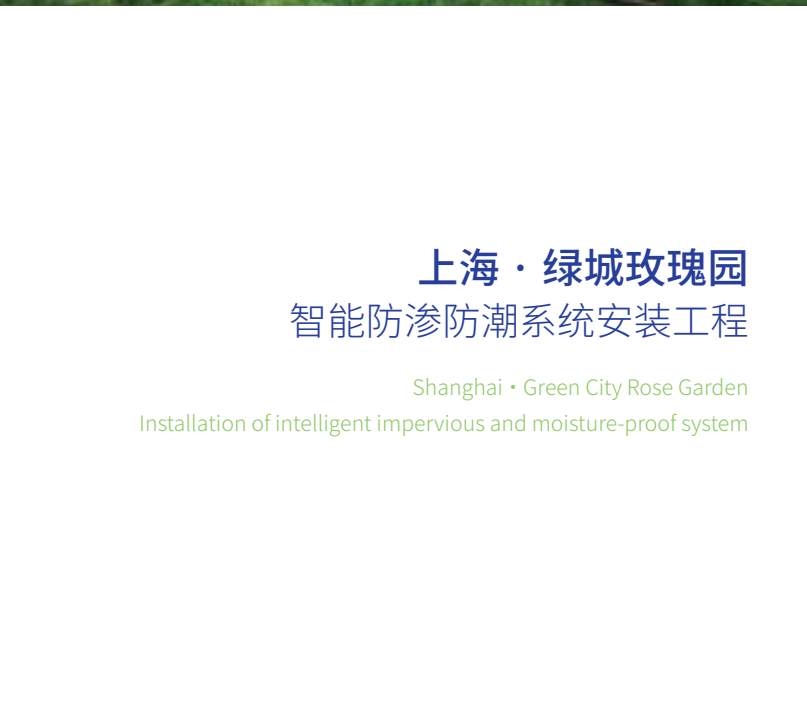 上海·绿城玫瑰园
智能防渗防潮系统安装工程
Shanghai·Green City Rose Garden
Installation of intelligent impervious and moisture-proof system